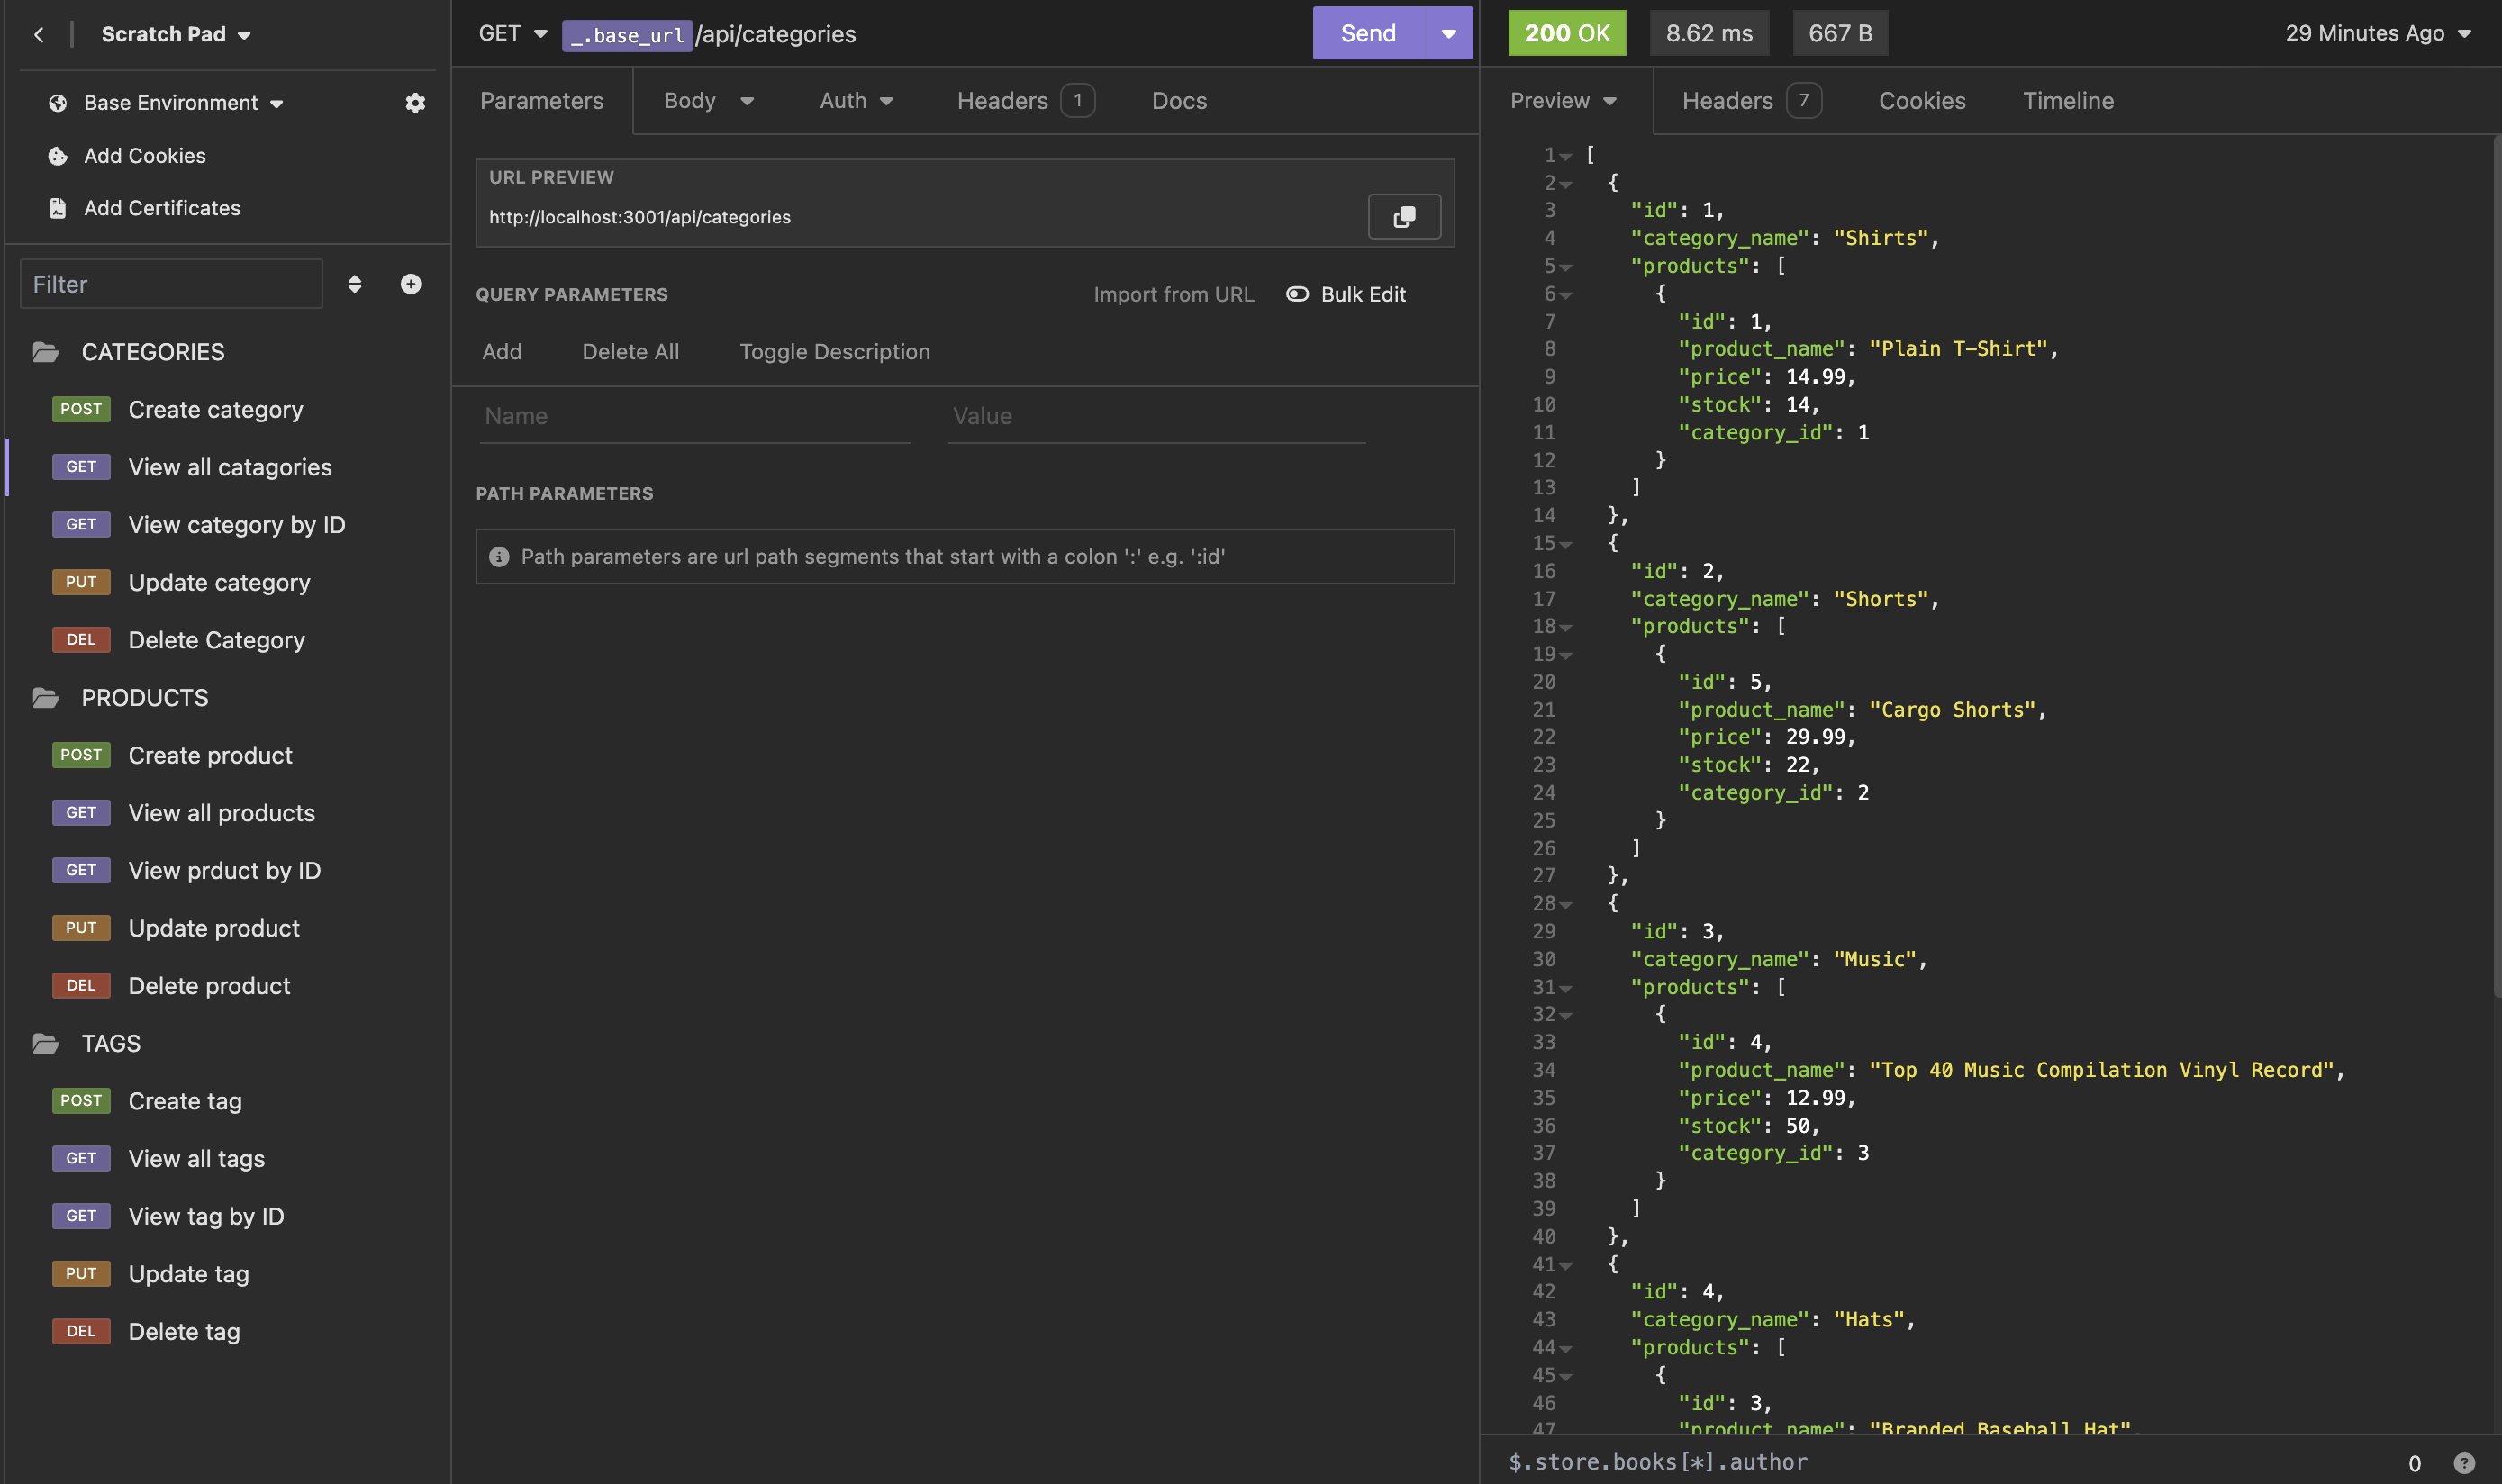 Scratch Pad
Base Environment
Add Cookies
Add Certificates
Filter
CATEGORIES
POST Create category
GET View all catagories
GET View category by ID
PUT Update category
DEL Delete Category
PRODUCTS
POST Create product
GET View all products
GET View prduct by ID
PUT Update product
DEL Delete product
TAGS
POST Create tag
GET View all tags
GET View tag by ID
PUT Update tag
DEL Delete tag
GET _.base_url/api/categories Send
Parameters Body Auth Headers 1 Docs
URL PREVIEW
http://localhost:3001/api/categories
QUERY PARAMETERS Import from URL Bulk Edit
Add Delete All Toggle Description
Name Value
PATH PARAMETERS
Path parameters are url path segments that start with a colon ':' e.g. ':id'
200 OK 8.62 ms 667 B 29 Minutes Ago
Preview Headers 7 Cookies Timeline
1 [
2 {
3 "id": 1,
4 "category_name": "Shirts",
5 "products": [
6 {
7 "id": 1,
8 "product_name": "Plain T-Shirt",
9 "price": 14.99,
10 "stock": 14,
11 "category_id": 1
12 }
13 ]
14 },
15 {
16 "id": 2,
17 "category_name": "Shorts",
18 "products": [
19 {
20 "id": 5,
21 "product_name": "Cargo Shorts",
22 "price": 29.99,
23 "stock": 22,
24 "category_id": 2
25 }
26 ]
27 },
28 {
29 "id": 3,
30 "category_name": "Music",
31 "products": [
32 {
33 "id": 4,
34 "product_name": "Top 40 Music Compilation Vinyl Record",
35 "price": 12.99,
36 "stock": 50,
37 "category_id": 3
38 }
39 ]
40 },
41 {
42 "id": 4,
43 "category_name": "Hats",
44 "products": [
45 {
46 "id": 3,
47 "product_name": "Branded Baseball Hat",
$.store.books[*].author 0